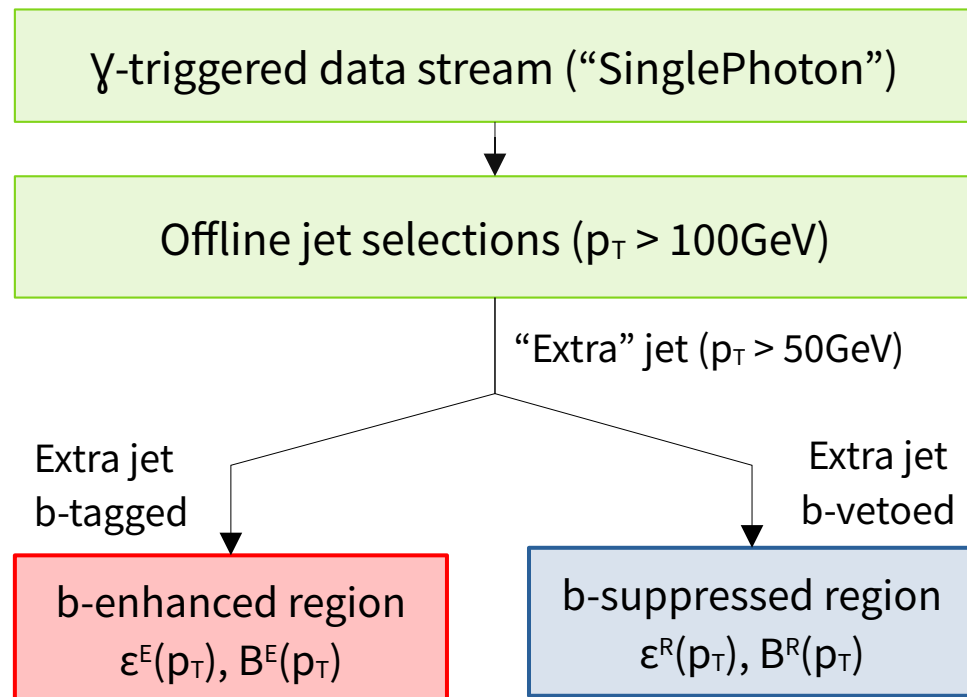 Ɣ-triggered data stream (“SinglePhoton”)
Offline jet selections (pT > 100GeV)
“Extra” jet (pT > 50GeV)
Extra jet
b-tagged
Extra jet
b-vetoed
b-enhanced region
εᴱ(pT), Bᴱ(pT)
b-suppressed region
εᴿ(pT), Bᴿ(pT)